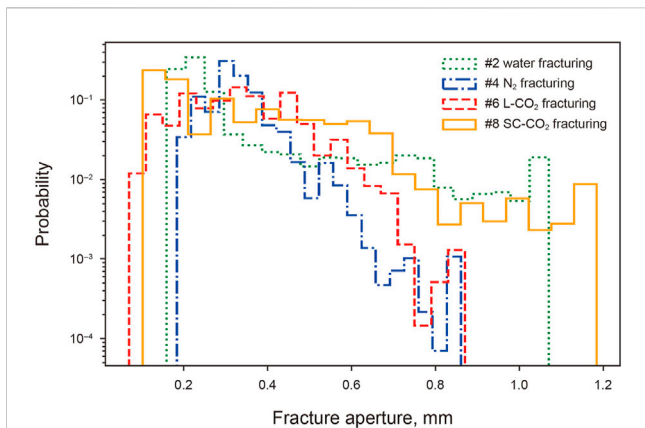 #2 water fracturing
#4 N₂ fracturing
#6 L-CO₂ fracturing
#8 SC-CO₂ fracturing
10⁻¹
10⁻²
10⁻³
10⁻⁴
Probability
0.2 0.4 0.6 0.8 1.0 1.2
Fracture aperture, mm